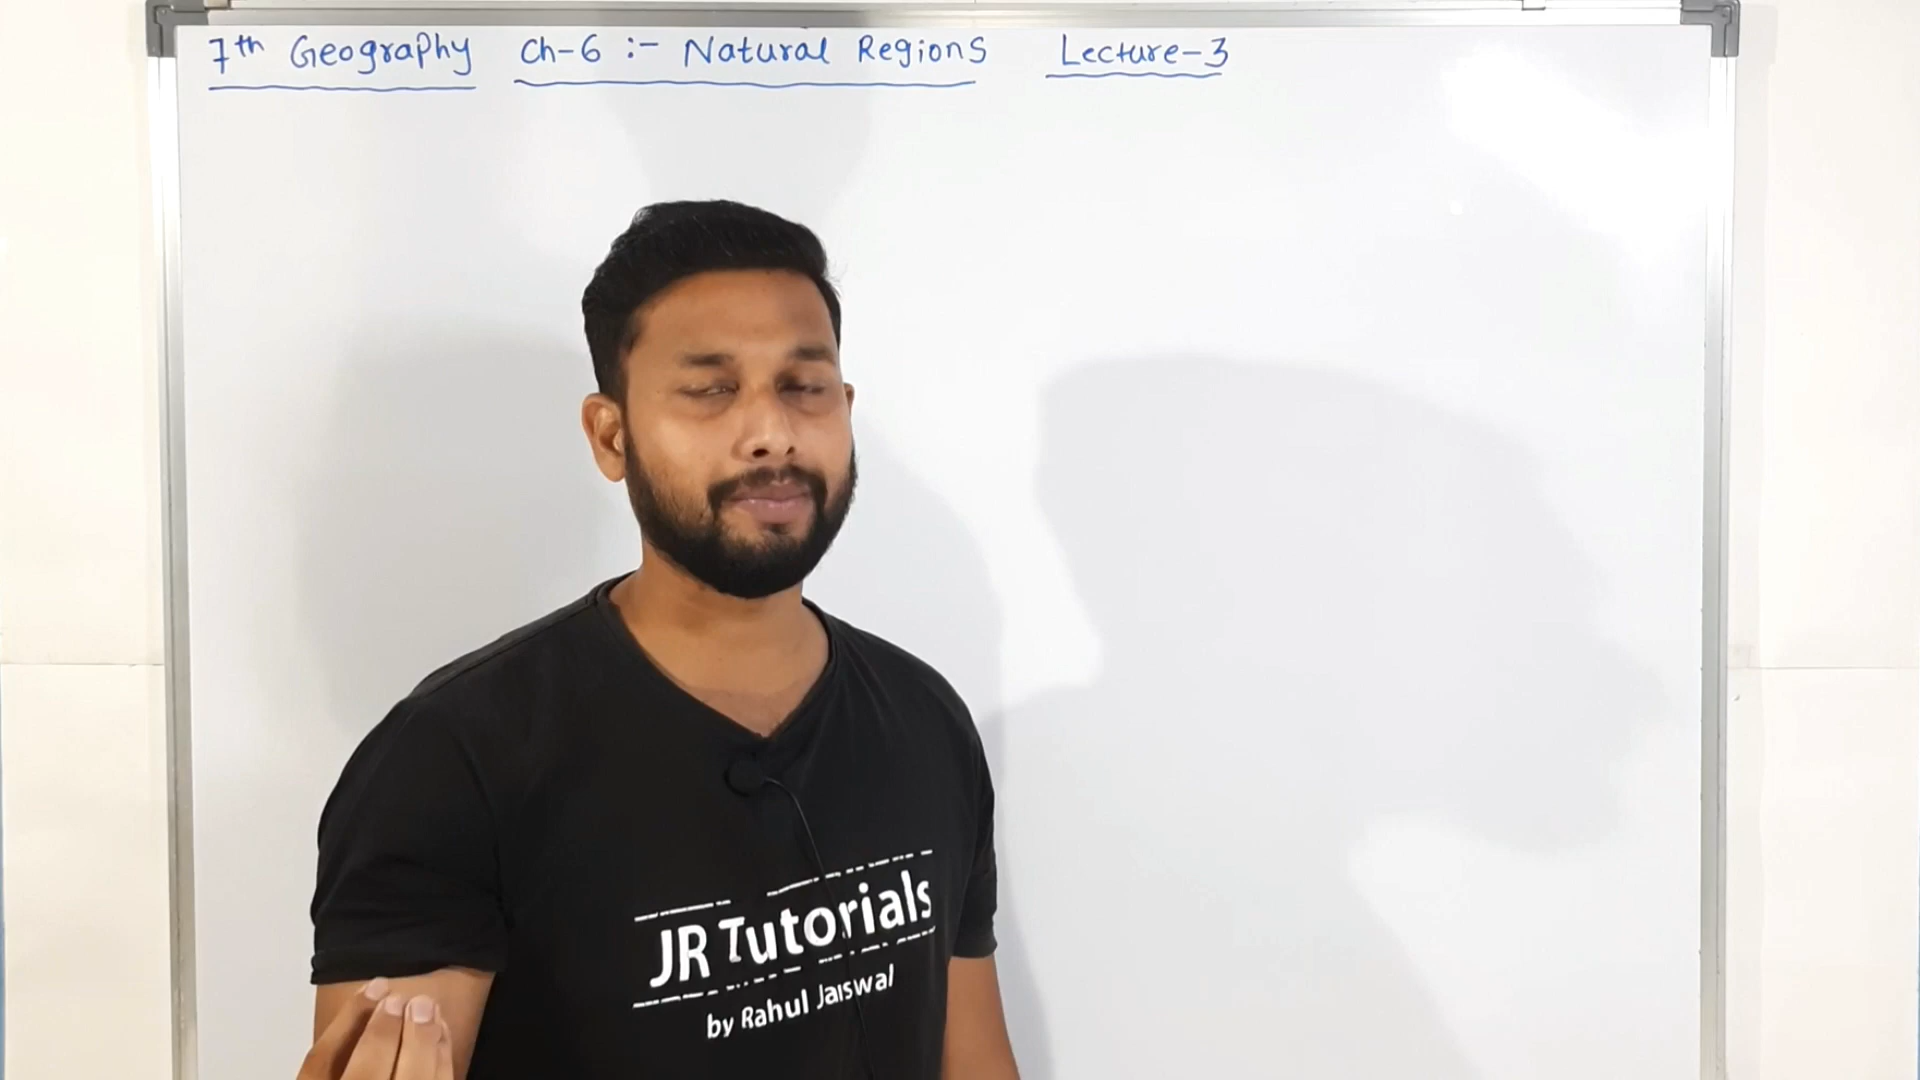 7th Geography Ch-6 :- Natural Regions Lecture-3
JR Tutorials
by Rahul Jaiswal